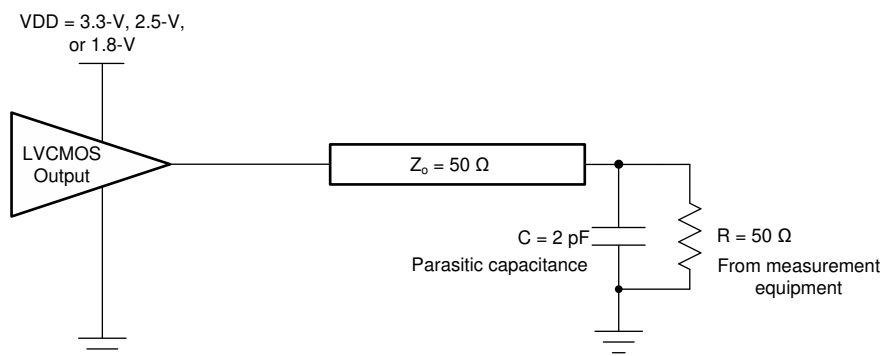 VDD = 3.3-V, 2.5-V,
or 1.8-V
LVCMOS
Output
Zo = 50 Ω
C = 2 pF
Parasitic capacitance
R = 50 Ω
From measurement
equipment